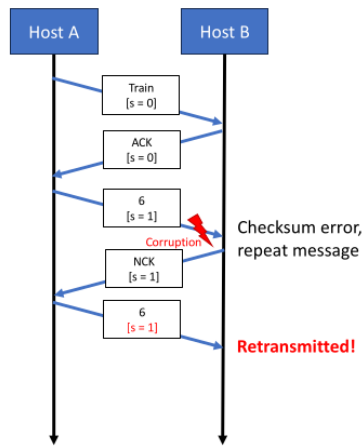 Host A
Host B
Train
[s = 0]
ACK
[s = 0]
6
[s = 1]
Corruption
Checksum error,
repeat message
NCK
[s = 1]
6
[s = 1]
Retransmitted!